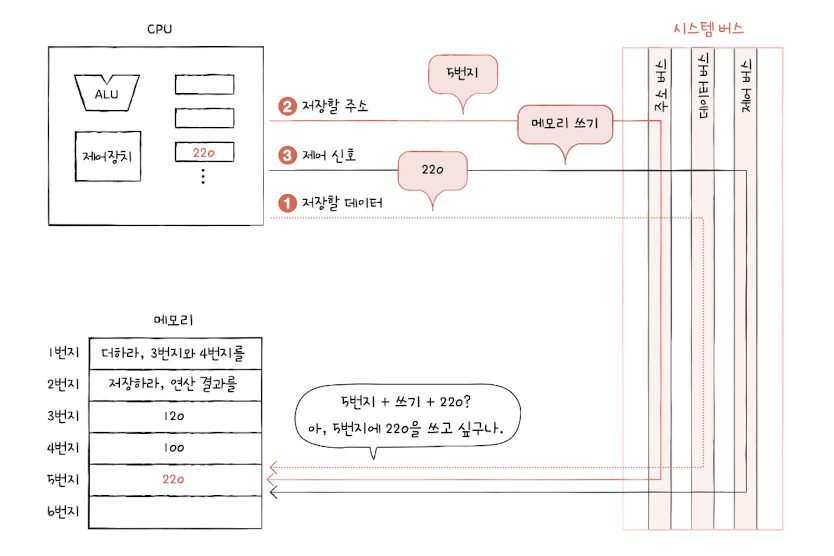 CPU
시스템 버스
ALU
제어장치
220
⋮
❷ 저장할 주소
5번지
메모리 쓰기
❸ 제어 신호
220
❶ 저장할 데이터
주소 버스
데이터 버스
제어 버스
메모리
1번지 더하라, 3번지와 4번지를
2번지 저장하라, 연산 결과를
3번지 120
4번지 100
5번지 220
6번지
5번지 + 쓰기 + 220?
아, 5번지에 220을 쓰고 싶구나.